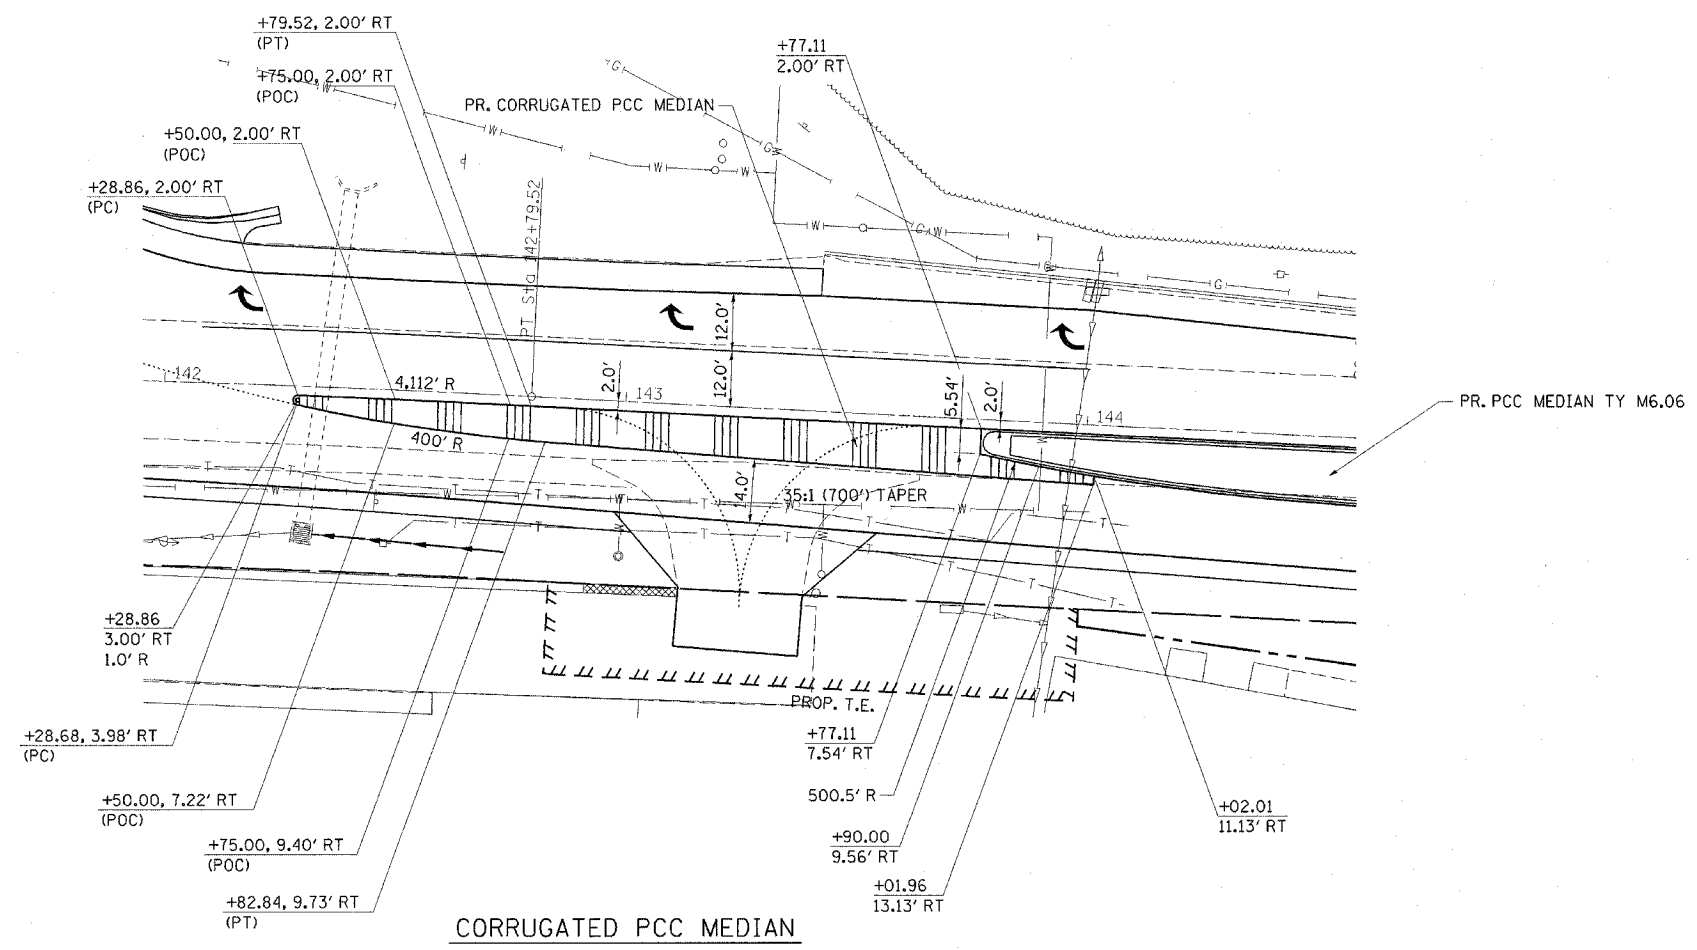 +79.52, 2.00' RT
(PT)
+75.00, 2.00' RT
(POC)
+50.00, 2.00' RT
(POC)
+28.86, 2.00' RT
(PC)
+77.11
2.00' RT
PR. CORRUGATED PCC MEDIAN
G
W
W
W
W
G
W
W
G
W
W
G
G
PT Sta 142+79.52
142
4,112' R
2.0'
143
12.0'
12.0'
5.54'
2.0'
144
PR. PCC MEDIAN TY M6.06
400' R
14.0'
35:1 (700') TAPER
T
T
W
W
T
T
T
W
W
T
T
T
T
T
T
T
T
PROP. T.E.
+28.86
3.00' RT
1.0' R
+28.68, 3.98' RT
(PC)
+50.00, 7.22' RT
(POC)
+75.00, 9.40' RT
(POC)
+82.84, 9.73' RT
(PT)
+77.11
7.54' RT
500.5' R
+90.00
9.56' RT
+01.96
13.13' RT
+02.01
11.13' RT
CORRUGATED PCC MEDIAN